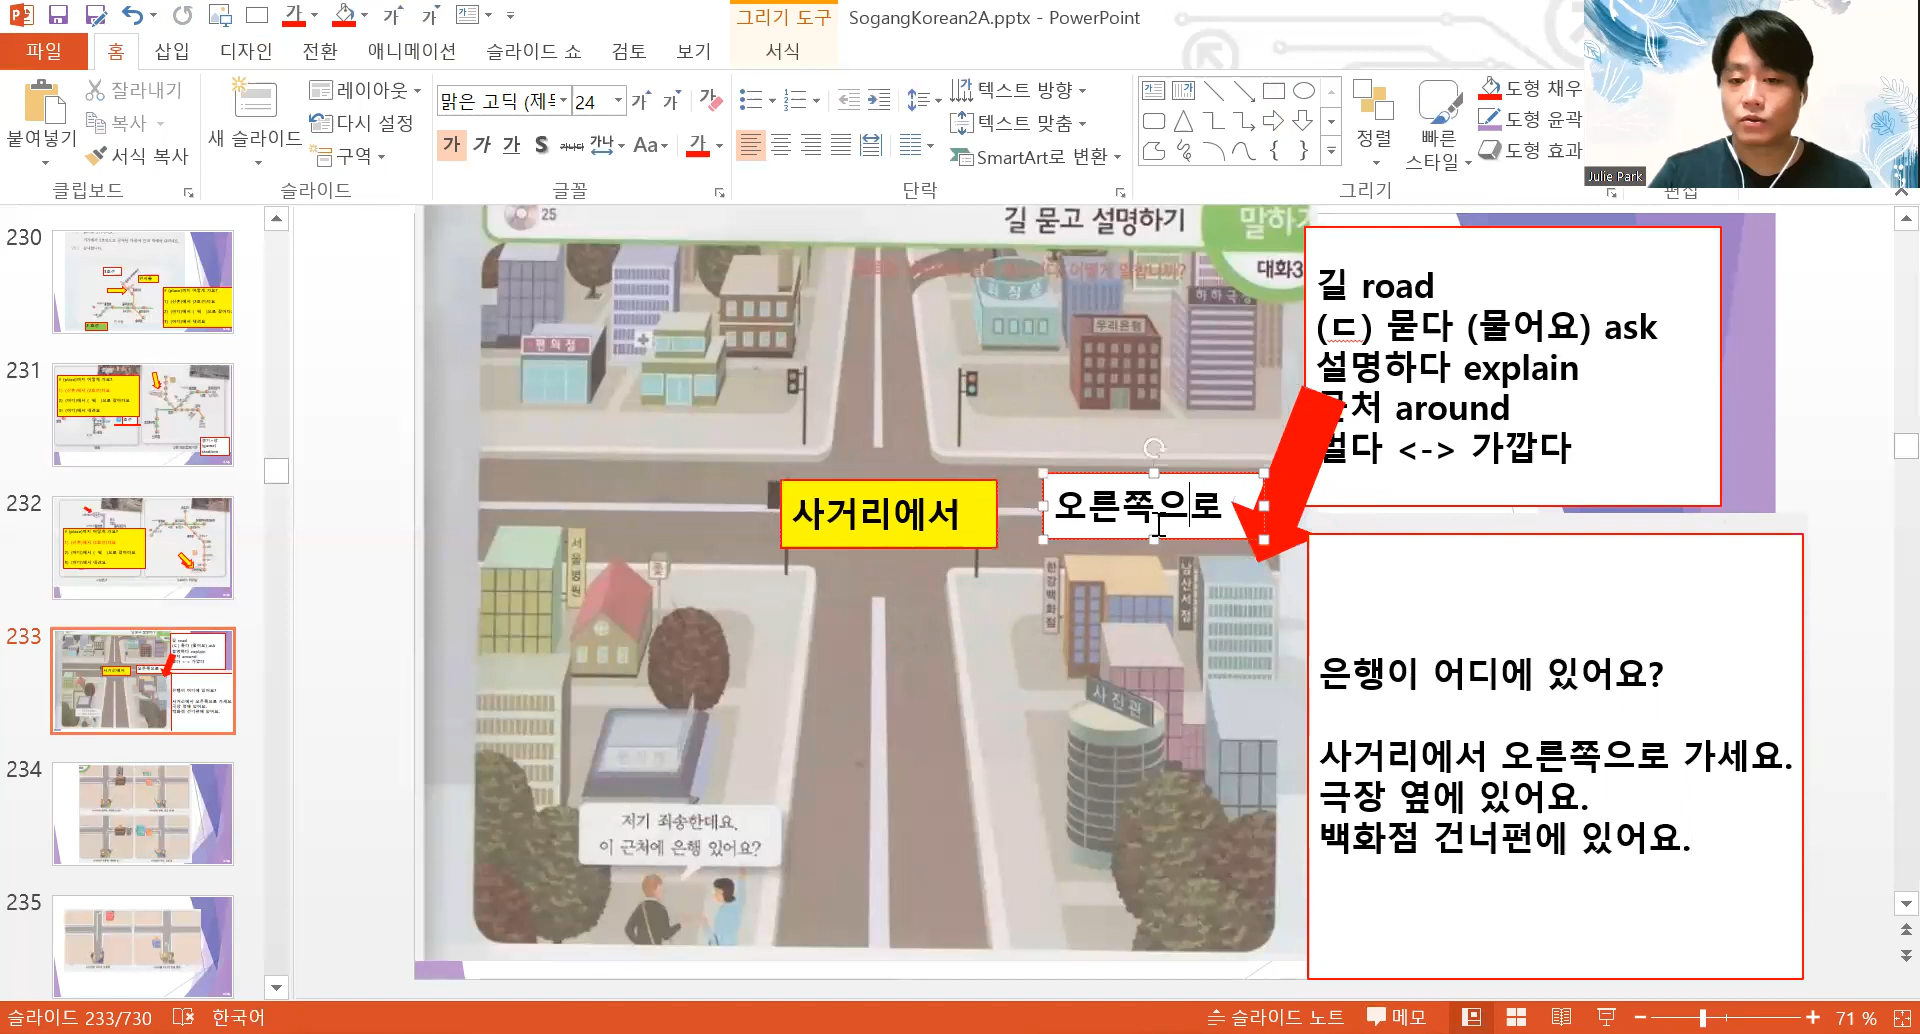 그리기 도구
SogangKorean2A.pptx - PowerPoint
파일
홈
삽입
디자인
전환
애니메이션
슬라이드 쇼
검토
보기
서식
붙여넣기
잘라내기
복사
서식 복사
클립보드
새 슬라이드
레이아웃
다시 설정
구역
슬라이드
맑은 고딕 (제목
24
글꼴
텍스트 방향
텍스트 맞춤
SmartArt로 변환
단락
정렬
빠른
스타일
도형 채우
도형 윤곽
도형 효과
그리기
편집
Julie Park
230
231
232
233
234
235
25
길 묻고 설명하기
말하기
대화3
편의점
화장실
우리은행
하하극장
사거리에서
오른쪽으로
서울병원
한강백화점
남산서점
사진관
저기 죄송한데요.
이 근처에 은행 있어요?
길 road
(ㄷ) 묻다 (물어요) ask
설명하다 explain
근처 around
멀다 <-> 가깝다
은행이 어디에 있어요?
사거리에서 오른쪽으로 가세요.
극장 옆에 있어요.
백화점 건너편에 있어요.
슬라이드 233/730
한국어
슬라이드 노트
메모
71 %